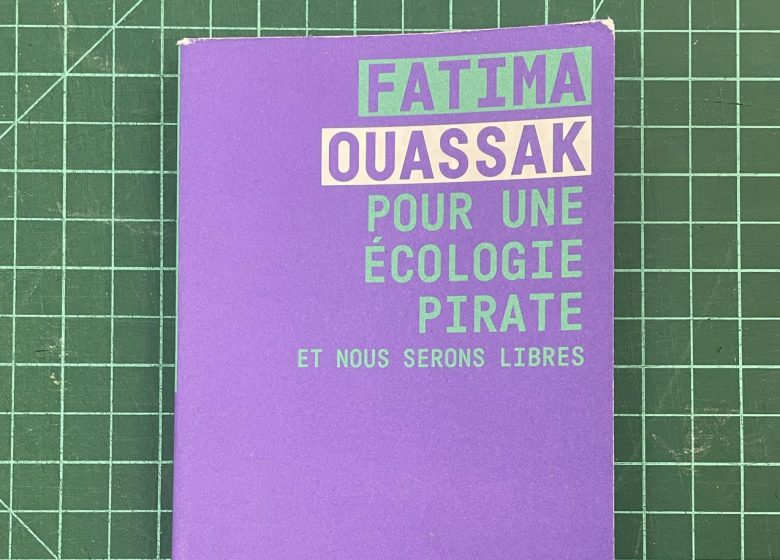 FATIMA
OUASSAK
POUR UNE
ÉCOLOGIE
PIRATE
ET NOUS SERONS LIBRES